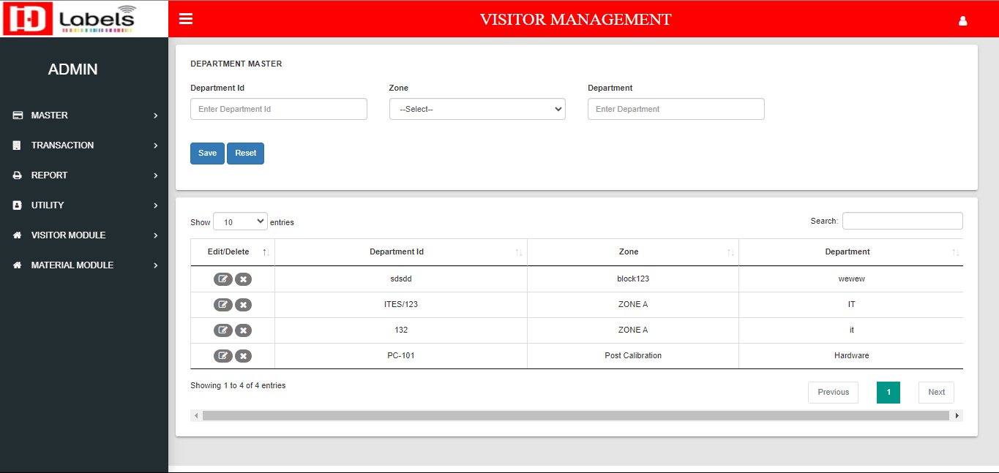 ID Labels
VISITOR MANAGEMENT
ADMIN
MASTER
TRANSACTION
REPORT
UTILITY
VISITOR MODULE
MATERIAL MODULE
DEPARTMENT MASTER
Department Id Zone Department
Enter Department Id --Select-- Enter Department
Save Reset
Show 10 entries Search:
Edit/Delete Department Id Zone Department
sdsdd block123 wewew
ITES/123 ZONE A IT
132 ZONE A it
PC-101 Post Calibration Hardware
Showing 1 to 4 of 4 entries
Previous 1 Next